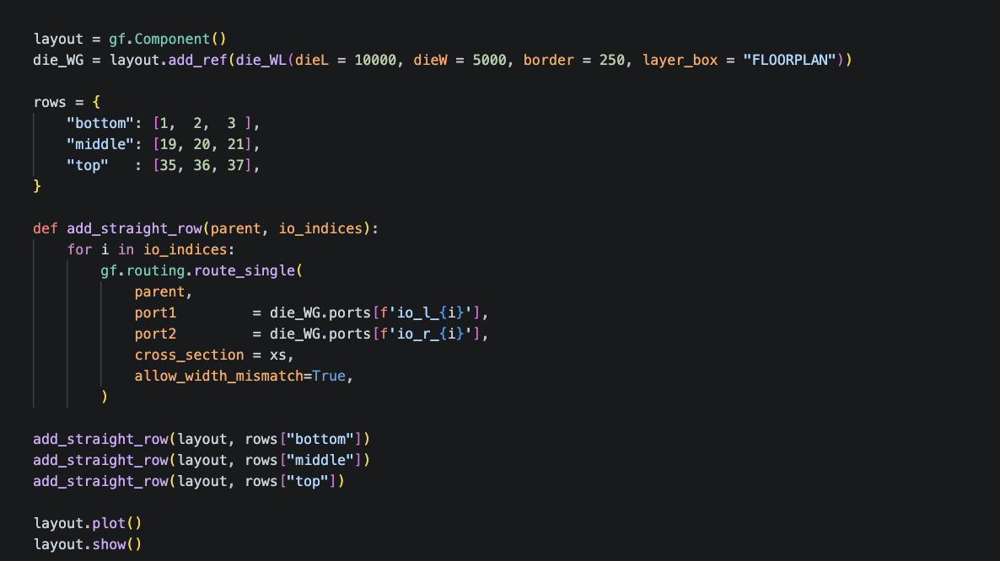 layout = gf.Component()
die_WG = layout.add_ref(die_WL(dieL = 10000, dieW = 5000, border = 250, layer_box = "FLOORPLAN"))
rows = {
    "bottom": [1,  2,  3 ],
    "middle": [19, 20, 21],
    "top"   : [35, 36, 37],
}
def add_straight_row(parent, io_indices):
    for i in io_indices:
        gf.routing.route_single(
            parent,
            port1         = die_WG.ports[f'io_l_{i}'],
            port2         = die_WG.ports[f'io_r_{i}'],
            cross_section = xs,
            allow_width_mismatch=True,
        )
add_straight_row(layout, rows["bottom"])
add_straight_row(layout, rows["middle"])
add_straight_row(layout, rows["top"])
layout.plot()
layout.show()